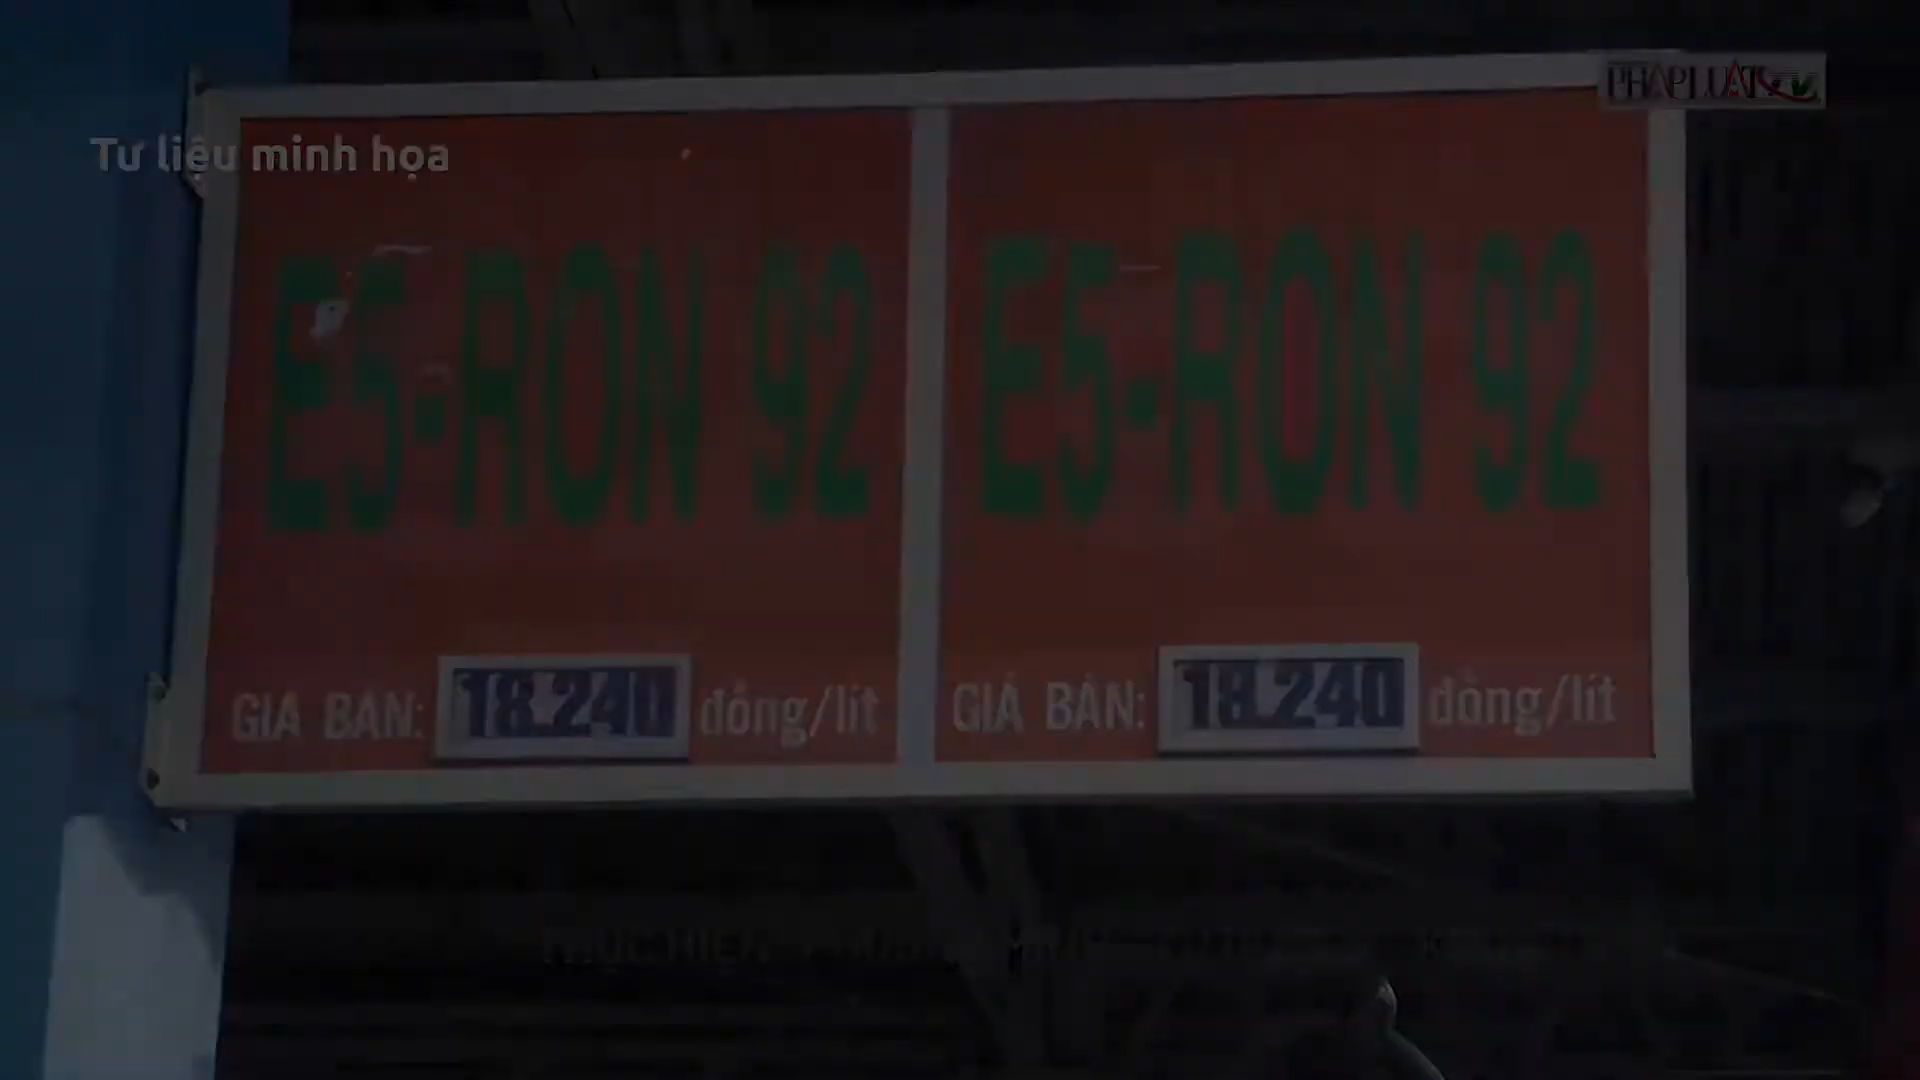 PHÁP LUẬT TV
Tư liệu minh họa
E5-RON 92
E5-RON 92
GIÁ BÁN: 18.240 đồng/lít
GIÁ BÁN: 18.240 đồng/lít